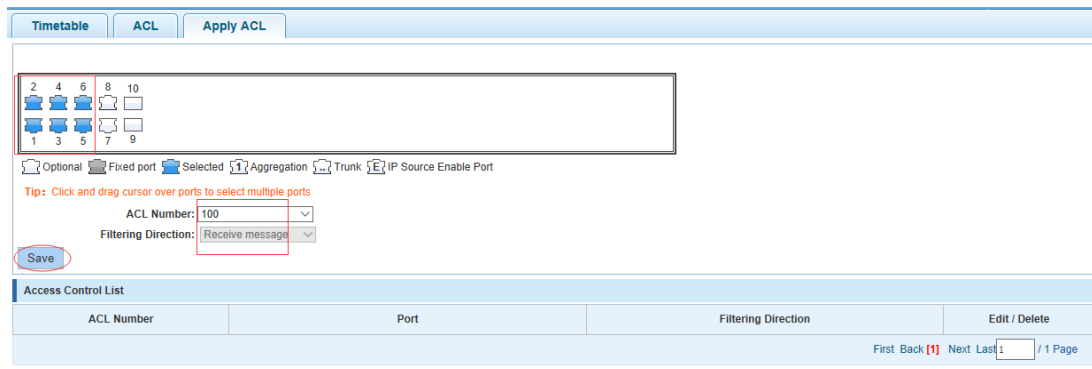 Timetable ACL Apply ACL
2 4 6 8 10
1 3 5 7 9
Optional Fixed port Selected 1 Aggregation ... Trunk E IP Source Enable Port
Tip: Click and drag cursor over ports to select multiple ports
ACL Number: 100
Filtering Direction: Receive message
Save
Access Control List
ACL Number Port Filtering Direction Edit / Delete
First Back [1] Next Last 1 / 1 Page